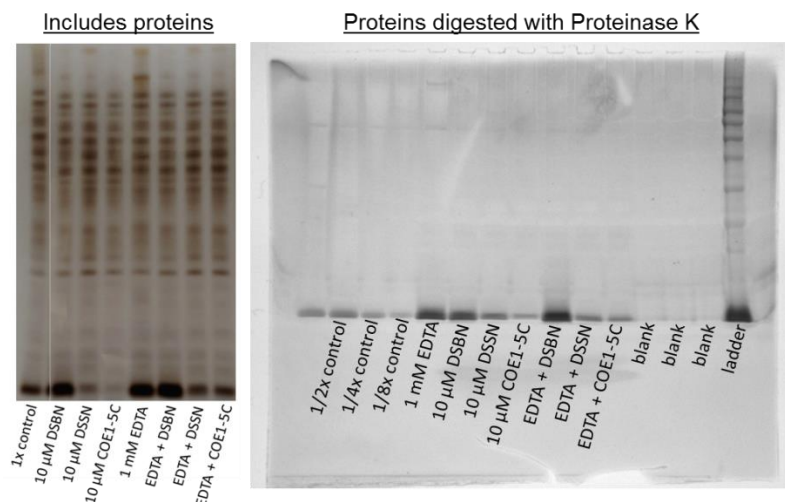 Includes proteins
Proteins digested with Proteinase K
1x control
10 µM DSBN
10 µM DSSN
10 µM COE1-5C
1 mM EDTA
EDTA + DSBN
EDTA + DSSN
EDTA + COE1-5C
1/2x control
1/4x control
1/8x control
1 mM EDTA
10 µM DSBN
10 µM DSSN
10 µM COE1-5C
EDTA + DSBN
EDTA + DSSN
EDTA + COE1-5C
blank
blank
blank
ladder